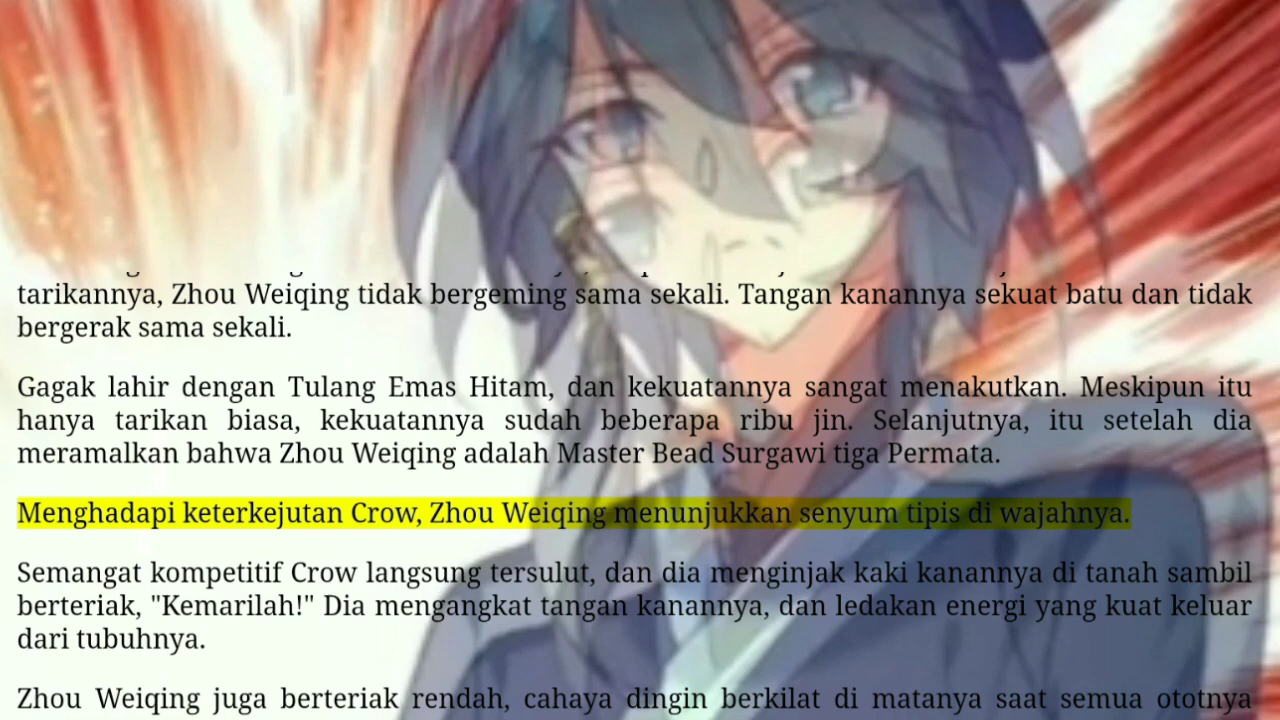 tarikannya, Zhou Weiqing tidak bergeming sama sekali. Tangan kanannya sekuat batu dan tidak
bergerak sama sekali.
Gagak lahir dengan Tulang Emas Hitam, dan kekuatannya sangat menakutkan. Meskipun itu
hanya tarikan biasa, kekuatannya sudah beberapa ribu jin. Selanjutnya, itu setelah dia
meramalkan bahwa Zhou Weiqing adalah Master Bead Surgawi tiga Permata.
Menghadapi keterkejutan Crow, Zhou Weiqing menunjukkan senyum tipis di wajahnya.
Semangat kompetitif Crow langsung tersulut, dan dia menginjak kaki kanannya di tanah sambil
berteriak, "Kemarilah!" Dia mengangkat tangan kanannya, dan ledakan energi yang kuat keluar
dari tubuhnya.
Zhou Weiqing juga berteriak rendah, cahaya dingin berkilat di matanya saat semua ototnya